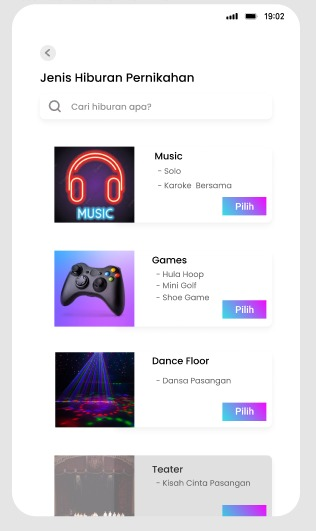 19:02
Jenis Hiburan Pernikahan
Cari hiburan apa?
MUSIC
Music
- Solo
- Karoke Bersama
Pilih
Games
- Hula Hoop
- Mini Golf
- Shoe Game
Pilih
Dance Floor
- Dansa Pasangan
Pilih
Teater
- Kisah Cinta Pasangan